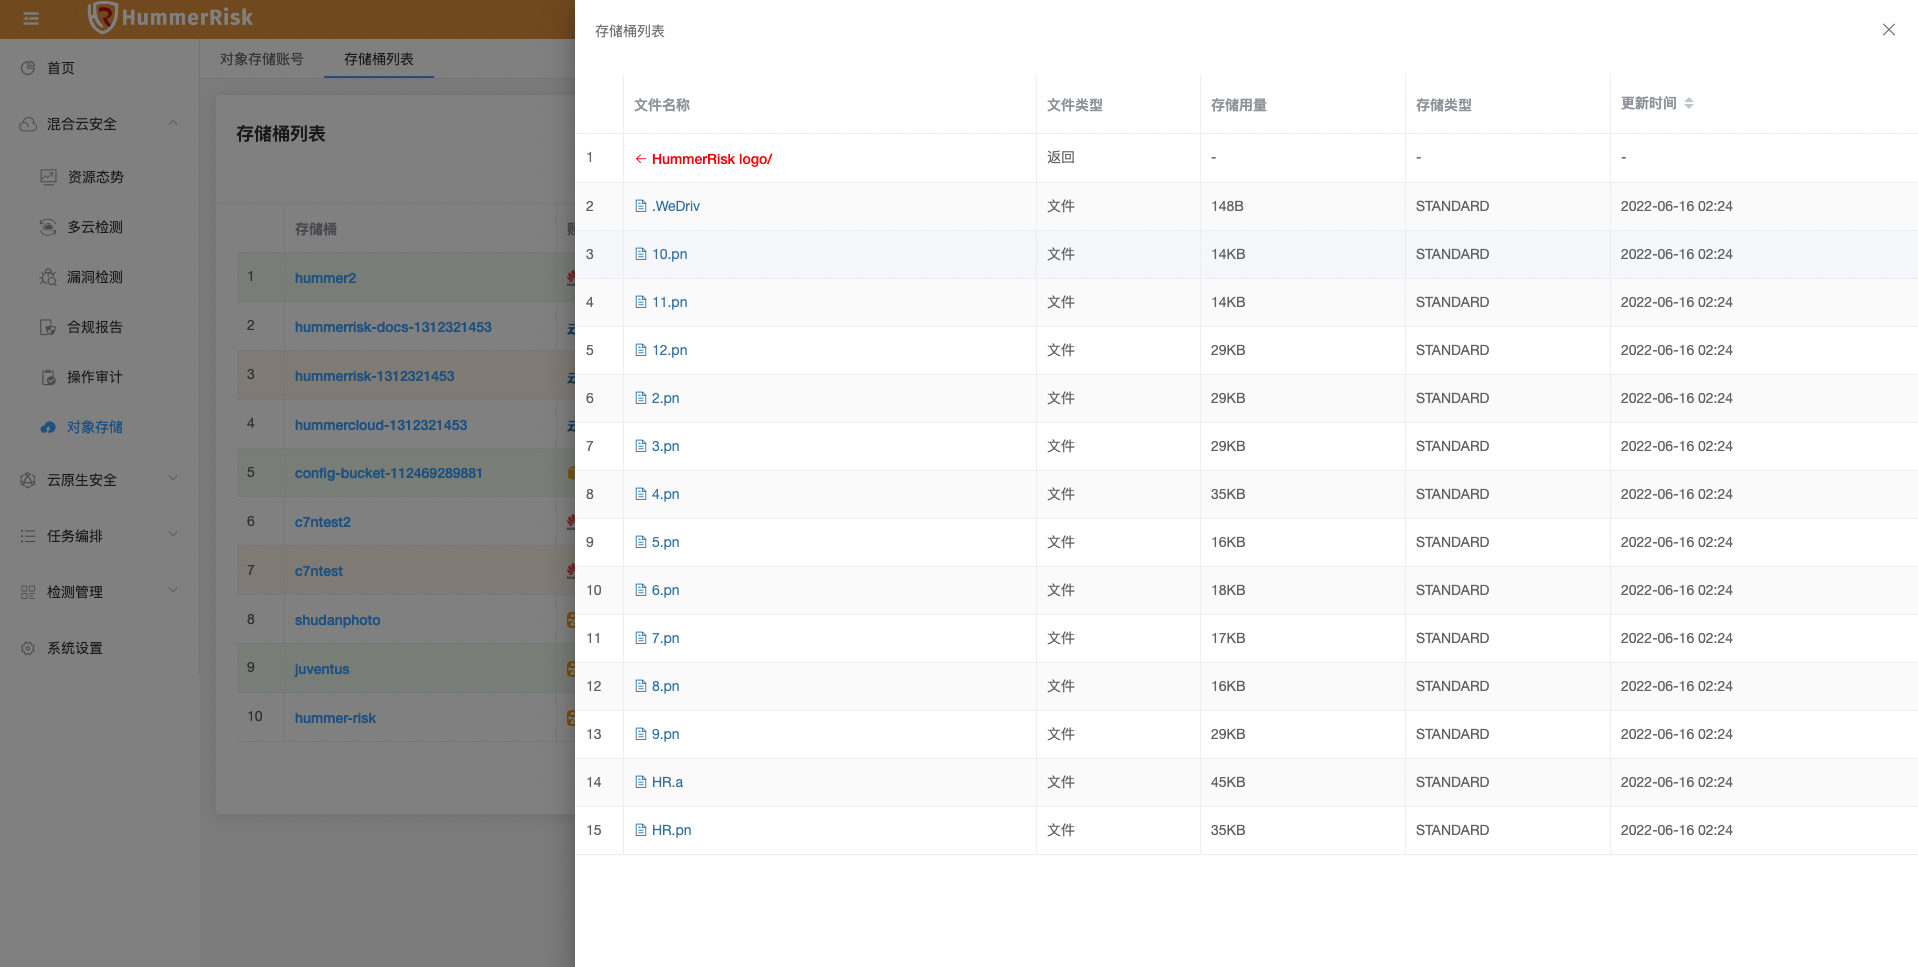 HummerRisk
首页
混合云安全
资源态势
多云检测
漏洞检测
合规报告
操作审计
对象存储
云原生安全
任务编排
检测管理
系统设置
对象存储账号 存储桶列表
存储桶列表
存储桶
1 hummer2
2 hummerrisk-docs-1312321453
3 hummerrisk-1312321453
4 hummercloud-1312321453
5 config-bucket-112469289881
6 c7ntest2
7 c7ntest
8 shudanphoto
9 juventus
10 hummer-risk
存储桶列表
文件名称 文件类型 存储用量 存储类型 更新时间
1 ← HummerRisk logo/ 返回 - - -
2 .WeDriv 文件 148B STANDARD 2022-06-16 02:24
3 10.pn 文件 14KB STANDARD 2022-06-16 02:24
4 11.pn 文件 14KB STANDARD 2022-06-16 02:24
5 12.pn 文件 29KB STANDARD 2022-06-16 02:24
6 2.pn 文件 29KB STANDARD 2022-06-16 02:24
7 3.pn 文件 29KB STANDARD 2022-06-16 02:24
8 4.pn 文件 35KB STANDARD 2022-06-16 02:24
9 5.pn 文件 16KB STANDARD 2022-06-16 02:24
10 6.pn 文件 18KB STANDARD 2022-06-16 02:24
11 7.pn 文件 17KB STANDARD 2022-06-16 02:24
12 8.pn 文件 16KB STANDARD 2022-06-16 02:24
13 9.pn 文件 29KB STANDARD 2022-06-16 02:24
14 HR.a 文件 45KB STANDARD 2022-06-16 02:24
15 HR.pn 文件 35KB STANDARD 2022-06-16 02:24